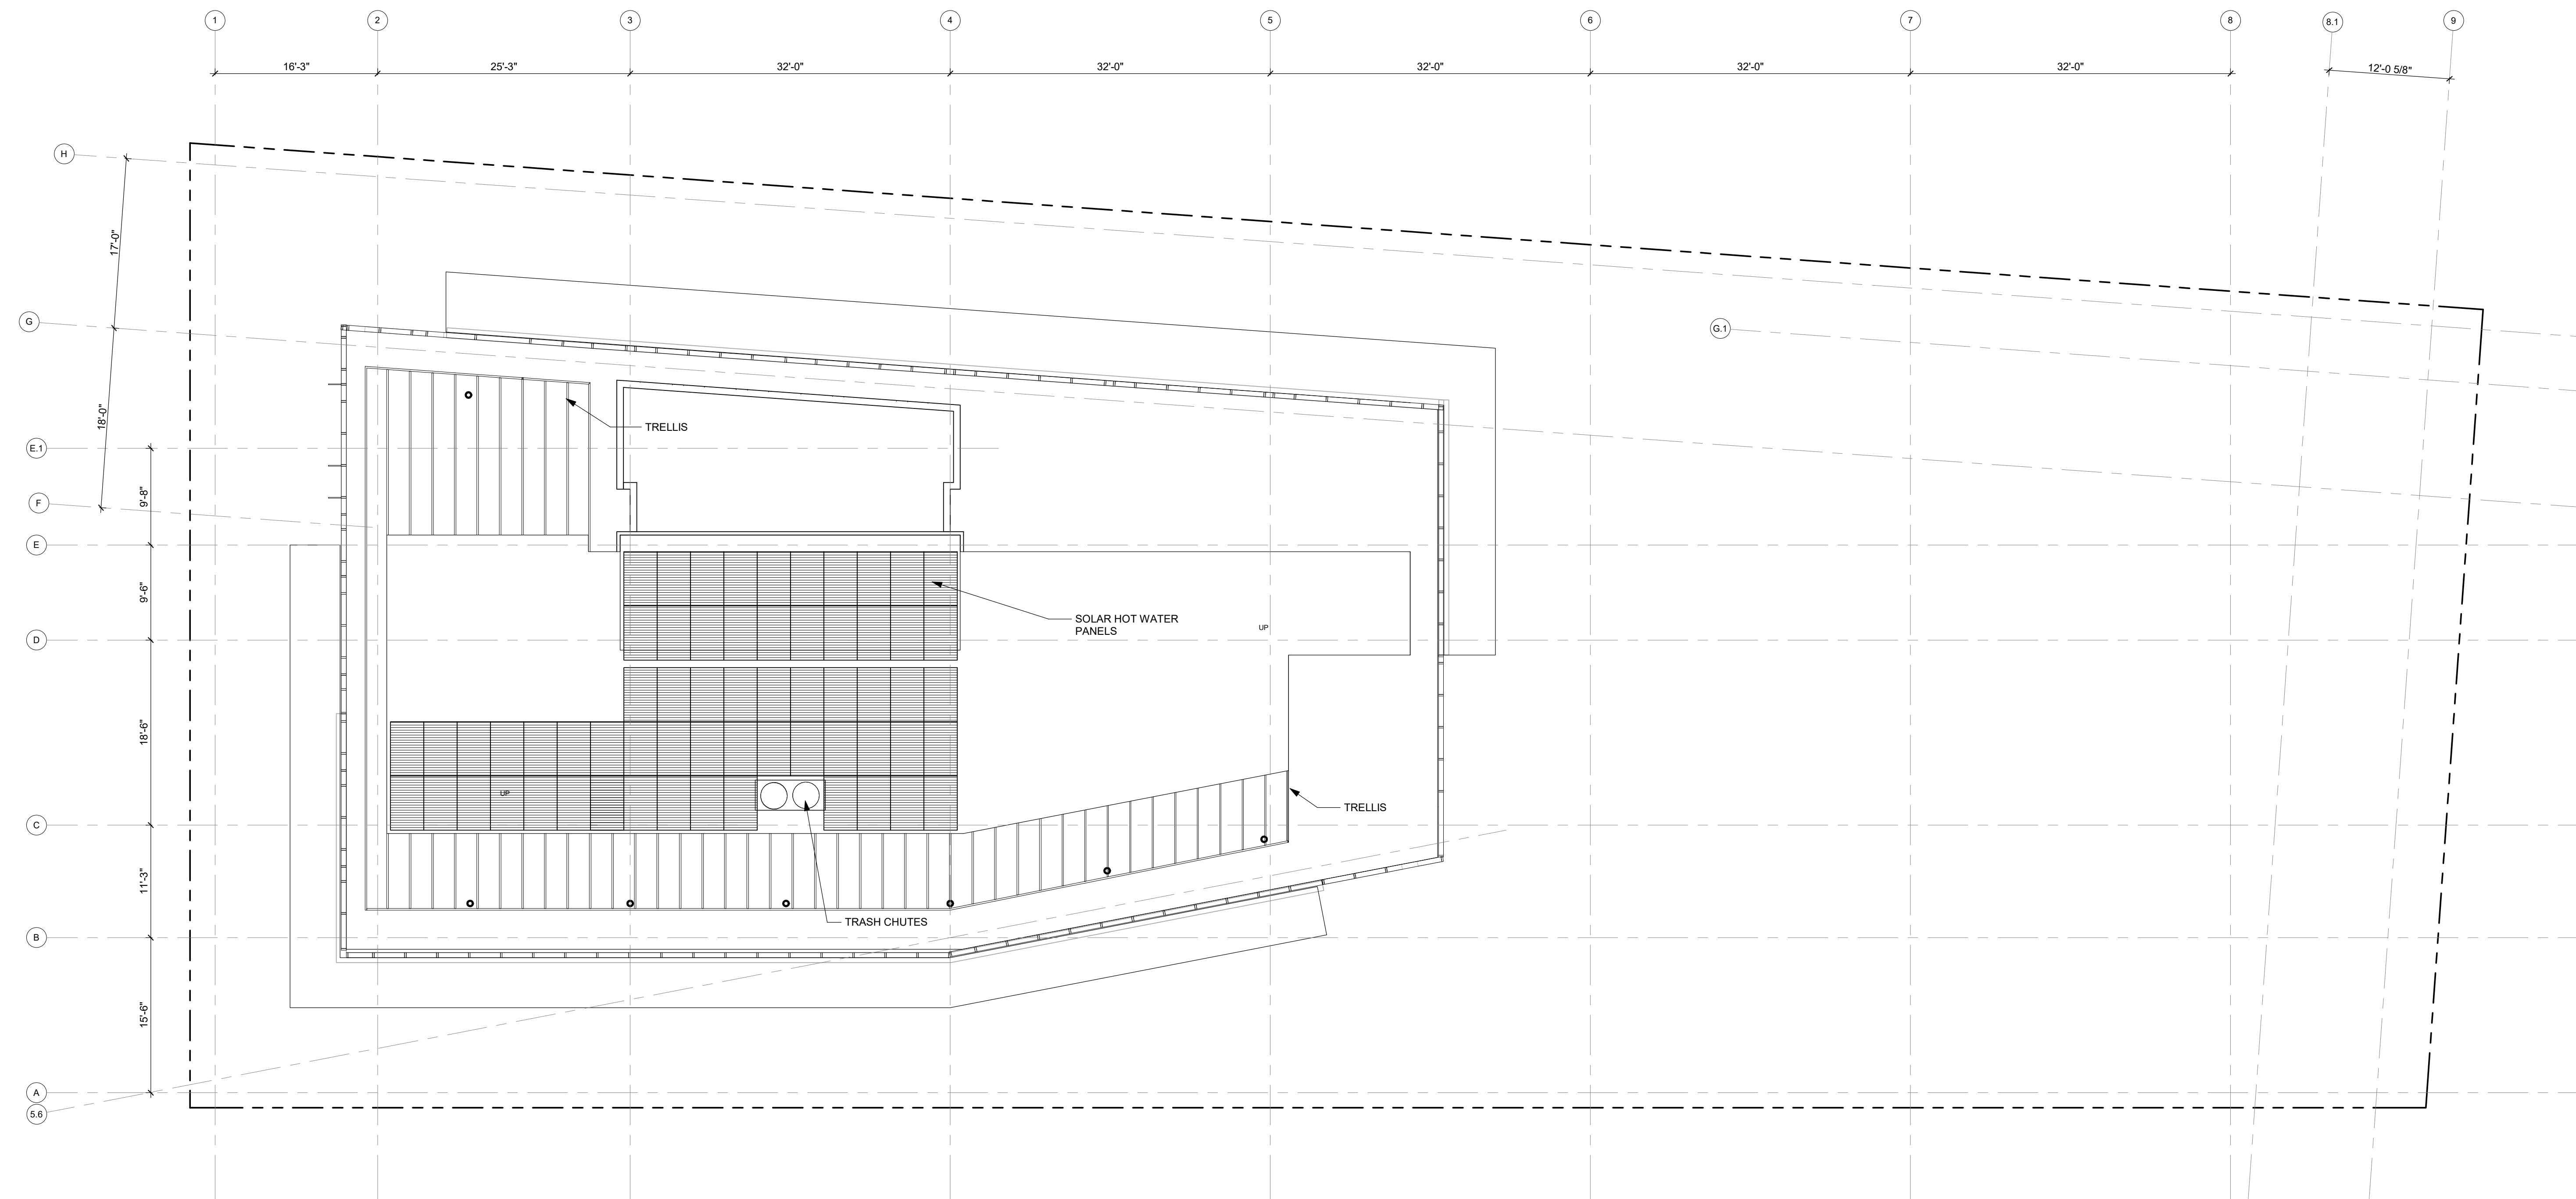 1 2 3 4 5 6 7 8 8.1 9
16'-3" 25'-3" 32'-0" 32'-0" 32'-0" 32'-0" 32'-0" 12'-0 5/8"
H
17'-0"
G
G.1
18'-0"
TRELLIS
E.1
9'-8"
F
E
9'-6"
SOLAR HOT WATER
PANELS
UP
D
18'-6"
UP
TRELLIS
C
11'-3"
TRASH CHUTES
B
15'-6"
A
5.6